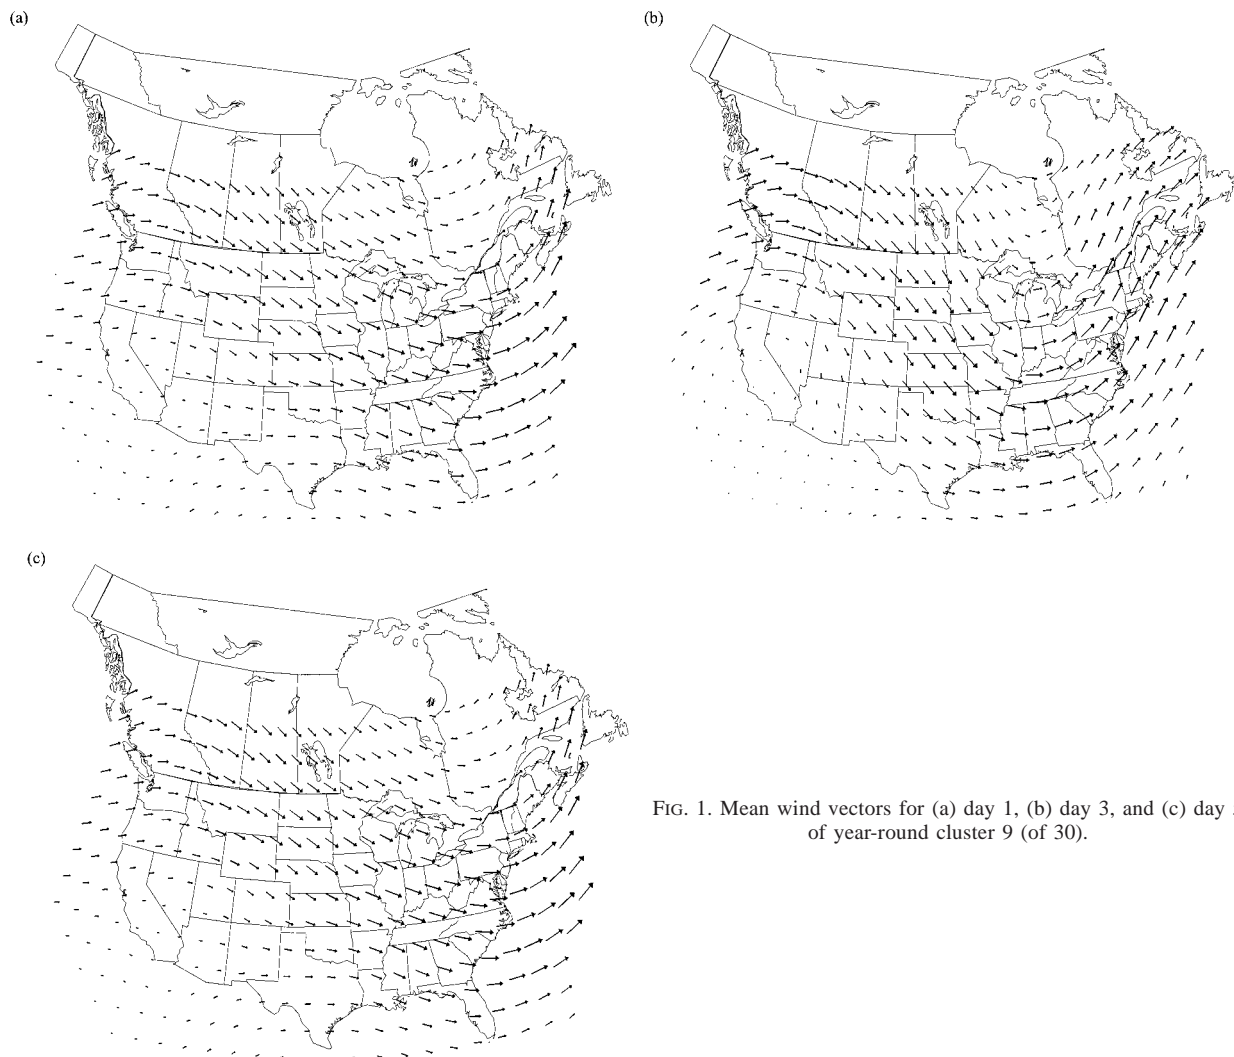 (a)
(b)
(c)
FIG. 1. Mean wind vectors for (a) day 1, (b) day 3, and (c) day
of year-round cluster 9 (of 30).